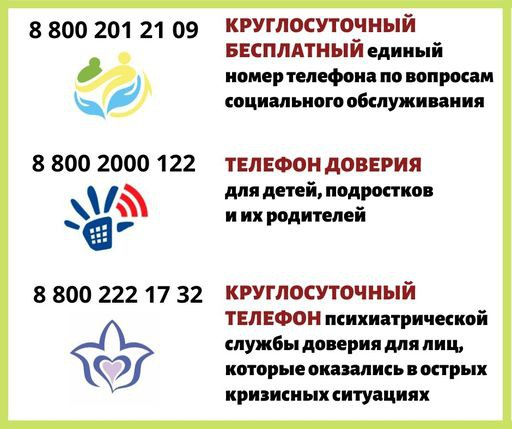 8 800 201 21 09
КРУГЛОСУТОЧНЫЙ
БЕСПЛАТНЫЙ единый
номер телефона по вопросам
социального обслуживания
8 800 2000 122
ТЕЛЕФОН ДОВЕРИЯ
для детей, подростков
и их родителей
8 800 222 17 32
КРУГЛОСУТОЧНЫЙ
ТЕЛЕФОН психиатрической
службы доверия для лиц,
которые оказались в острых
кризисных ситуациях